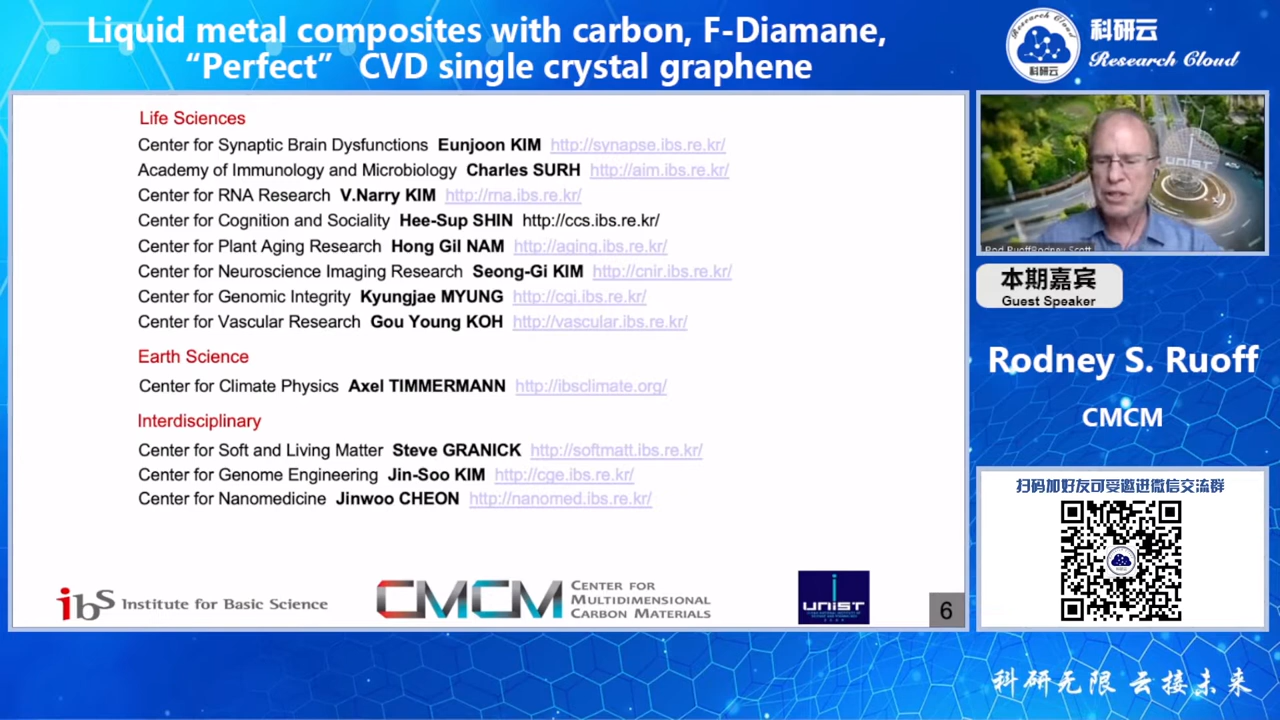 Liquid metal composites with carbon, F-Diamane,
“Perfect” CVD single crystal graphene
Research Cloud
科研云
科研云
Research Cloud
Life Sciences
Center for Synaptic Brain Dysfunctions Eunjoon KIM http://synapse.ibs.re.kr/
Academy of Immunology and Microbiology Charles SURH http://aim.ibs.re.kr/
Center for RNA Research V.Narry KIM http://rna.ibs.re.kr/
Center for Cognition and Sociality Hee-Sup SHIN http://ccs.ibs.re.kr/
Center for Plant Aging Research Hong Gil NAM http://aging.ibs.re.kr/
Center for Neuroscience Imaging Research Seong-Gi KIM http://cnir.ibs.re.kr/
Center for Genomic Integrity Kyungjae MYUNG http://cgi.ibs.re.kr/
Center for Vascular Research Gou Young KOH http://vascular.ibs.re.kr/
Earth Science
Center for Climate Physics Axel TIMMERMANN http://ibsclimate.org/
Interdisciplinary
Center for Soft and Living Matter Steve GRANICK http://softmatt.ibs.re.kr/
Center for Genome Engineering Jin-Soo KIM http://cge.ibs.re.kr/
Center for Nanomedicine Jinwoo CHEON http://nanomed.ibs.re.kr/
ibS Institute for Basic Science
CMCM
CENTER FOR
MULTIDIMENSIONAL
CARBON MATERIALS
UNIST
6
UNIST
Rod RuoffRodney Scott
本期嘉宾
Guest Speaker
Rodney S. Ruoff
CMCM
扫码加好友可受邀进微信交流群
科研无限 云接未来